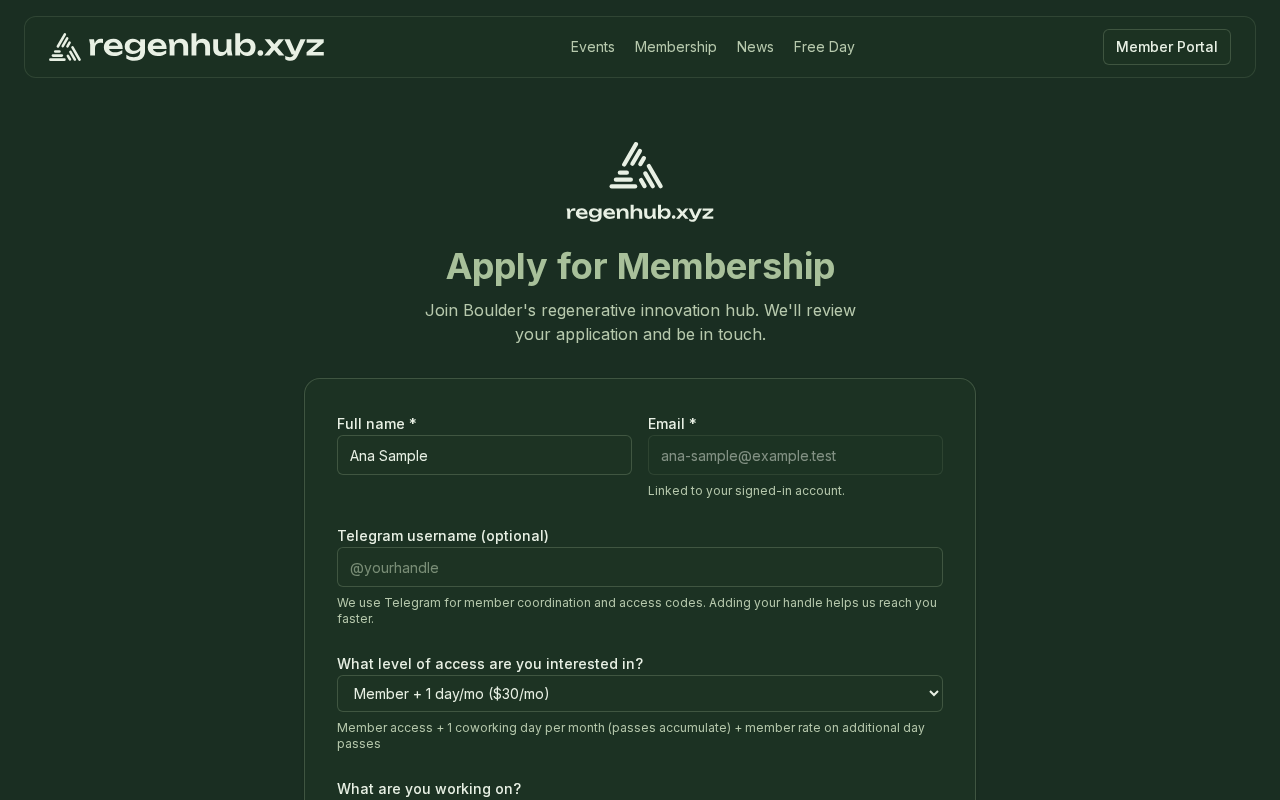 regenhub.xyz
Events Membership News Free Day
Member Portal
regenhub.xyz
Apply for Membership
Join Boulder's regenerative innovation hub. We'll review
your application and be in touch.
Full name *
Email *
Ana Sample
ana-sample@example.test
Linked to your signed-in account.
Telegram username (optional)
@yourhandle
We use Telegram for member coordination and access codes. Adding your handle helps us reach you
faster.
What level of access are you interested in?
Member + 1 day/mo ($30/mo)
Member access + 1 coworking day per month (passes accumulate) + member rate on additional day
passes
What are you working on?